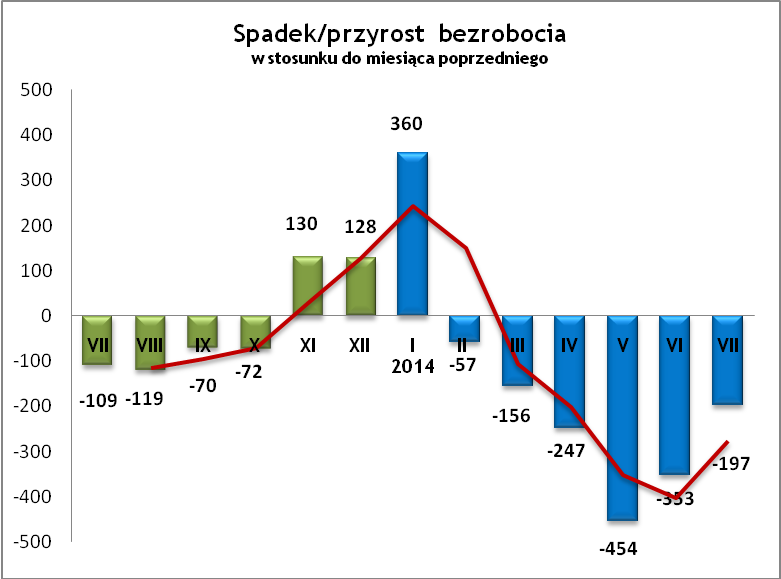 Spadek/przyrost bezrobocia
w stosunku do miesiąca poprzedniego
500
400
300
200
100
0
-100
-200
-300
-400
-500
360
130
128
VII
VIII
IX
X
XI
XII
I
2014
II
III
IV
V
VI
VII
-109
-119
-70
-72
-57
-156
-247
-454
-353
-197